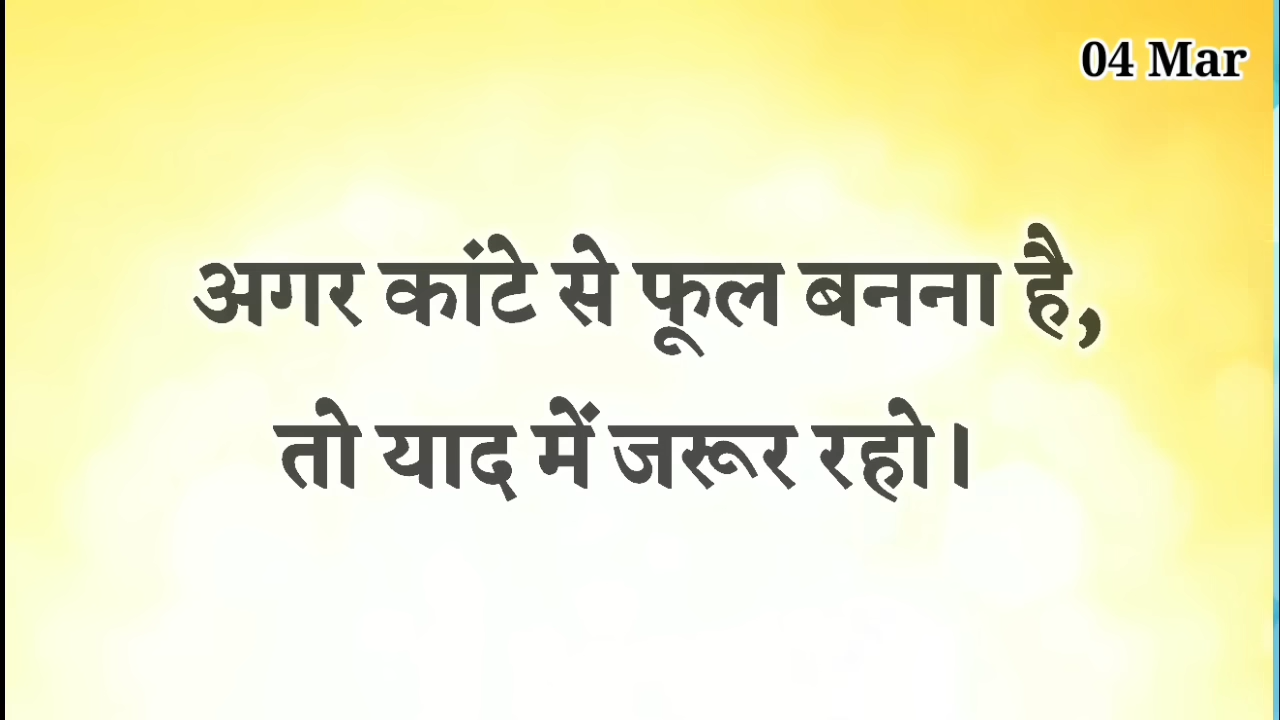 04 Mar
अगर कांटे से फूल बनना है,
तो याद में जरूर रहो।